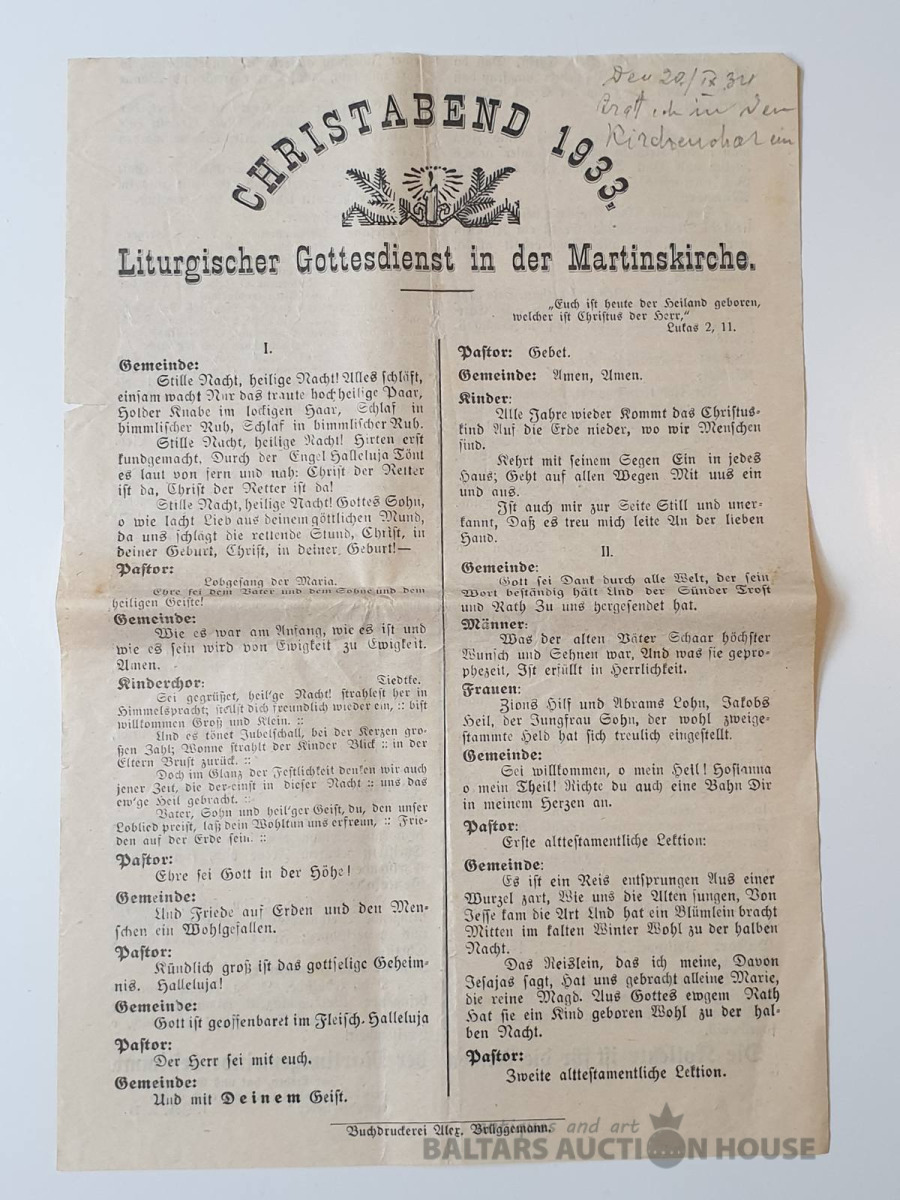 Den 20./IX 34
trat ich in den
Kirchenchor ein
CHRISTABEND 1933.
Liturgischer Gottesdienst in der Martinskirche.
„Euch ist heute der Heiland geboren,
welcher ist Christus der Herr,“
Lukas 2, 11.
I.
Gemeinde:
Stille Nacht, heilige Nacht! Alles schläft,
einsam wacht Nur das traute hochheilige Paar,
Holder Knabe im lockigen Haar, Schlaf in
himmlischer Ruh, Schlaf in himmlischer Ruh.
Stille Nacht, heilige Nacht! Hirten erst
kundgemacht, Durch der Engel Halleluja Tönt
es laut von fern und nah: Christ der Retter
ist da, Christ der Retter ist da!
Stille Nacht, heilige Nacht! Gottes Sohn,
o wie lacht Lieb aus deinem göttlichen Mund,
da uns schlägt die rettende Stund, Christ, in
deiner Geburt, Christ, in deiner Geburt!—
Pastor:
Lobgesang der Maria.
Ehre sei dem Vater und dem Sohne und dem
heiligen Geiste!
Gemeinde:
Wie es war am Anfang, wie es ist und
wie es sein wird von Ewigkeit zu Ewigkeit.
Amen.
Kinderchor: Tiedtke.
Sei gegrüßet, heil'ge Nacht! strahlest her in
Himmelspracht; stellst dich freundlich wieder ein, :: bist
willkommen Groß und Klein. ::
Und es tönet Jubelschall, bei der Kerzen gro-
ßen Zahl; Wonne strahlt der Kinder Blick :: in der
Eltern Brust zurück. ::
Doch im Glanz der Festlichkeit denken wir auch
jener Zeit, die der-einst in dieser Nacht :: uns das
ew'ge Heil gebracht. ::
Vater, Sohn und heil'ger Geist, du, den unser
Loblied preist, laß dein Wohltun uns erfreun, :: Frie-
den auf der Erde sein. ::
Pastor:
Ehre sei Gott in der Höhe!
Gemeinde:
Und Friede auf Erden und den Men-
schen ein Wohlgefallen.
Pastor:
Kündlich groß ist das gottselige Geheim-
nis. Halleluja!
Gemeinde:
Gott ist geoffenbaret im Fleisch. Halleluja
Pastor:
Der Herr sei mit euch.
Gemeinde:
Und mit Deinem Geist.
Pastor: Gebet.
Gemeinde: Amen, Amen.
Kinder:
Alle Jahre wieder Kommt das Christus-
kind Auf die Erde nieder, wo wir Menschen
sind.
Kehrt mit seinem Segen Ein in jedes
Haus; Geht auf allen Wegen Mit uus ein
und aus.
Ist auch mir zur Seite Still und uner-
kannt, Daß es treu mich leite An der lieben
Hand.
II.
Gemeinde:
Gott sei Dank durch alle Welt, der sein
Wort beständig hält Und der Sünder Trost
und Rath Zu uns hergesendet hat.
Männer:
Was der alten Väter Schaar höchster
Wunsch und Sehnen war, And was sie gepro-
phezeit, Ist erfüllt in Herrlichkeit.
Frauen:
Zions Hilf und Abrams Lohn, Jakobs
Heil, der Jungfrau Sohn, der wohl zweige-
stammte Held hat sich treulich eingestellt.
Gemeinde:
Sei willkommen, o mein Heil! Hosianna
o mein Theil! Richte du auch eine Bahn Dir
in meinem Herzen an.
Pastor:
Erste alttestamentliche Lektion:
Gemeinde:
Es ist ein Reis entsprungen Aus einer
Wurzel zart, Wie uns die Alten sungen, Von
Jesse kam die Art Und hat ein Blümlein bracht
Mitten im kalten Winter Wohl zu der halben
Nacht.
Das Reislein, das ich meine, Davon
Jesajas sagt, Hat uns gebracht alleine Marie,
die reine Magd. Aus Gottes ewgem Rath
Hat sie ein Kind geboren Wohl zu der hal-
ben Nacht.
Pastor:
Zweite alttestamentliche Lektion.
Buchdruckerei Alex. Brüggemann.
and art
BALTARS AUCTION HOUSE